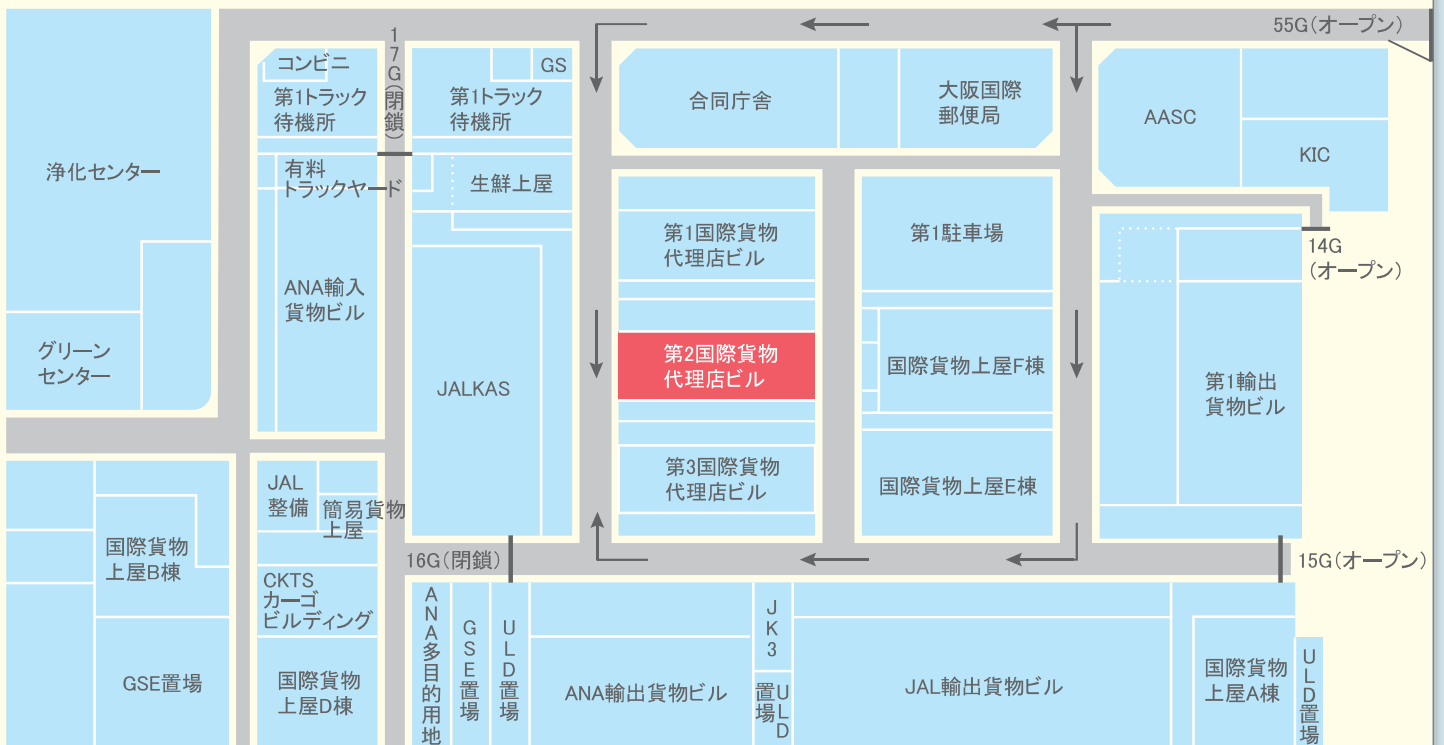 55G(オープン)
17G(閉鎖)
コンビニ
第1トラック
待機所
GS
第1トラック
待機所
合同庁舎
大阪国際
郵便局
AASC
KIC
浄化センター
有料
トラックヤード
生鮮上屋
第1国際貨物
代理店ビル
第1駐車場
14G
(オープン)
ANA輸入
貨物ビル
グリーン
センター
JALKAS
第2国際貨物
代理店ビル
国際貨物上屋F棟
第1輸出
貨物ビル
第3国際貨物
代理店ビル
国際貨物上屋E棟
JAL
整備
簡易貨物
上屋
国際貨物
上屋B棟
16G(閉鎖)
15G(オープン)
CKTS
カーゴ
ビルディング
GSE置場
国際貨物
上屋D棟
ANA多目的用地
GSE置場
ULD置場
ANA輸出貨物ビル
JK3
ULD
置場
JAL輸出貨物ビル
国際貨物
上屋A棟
ULD置場